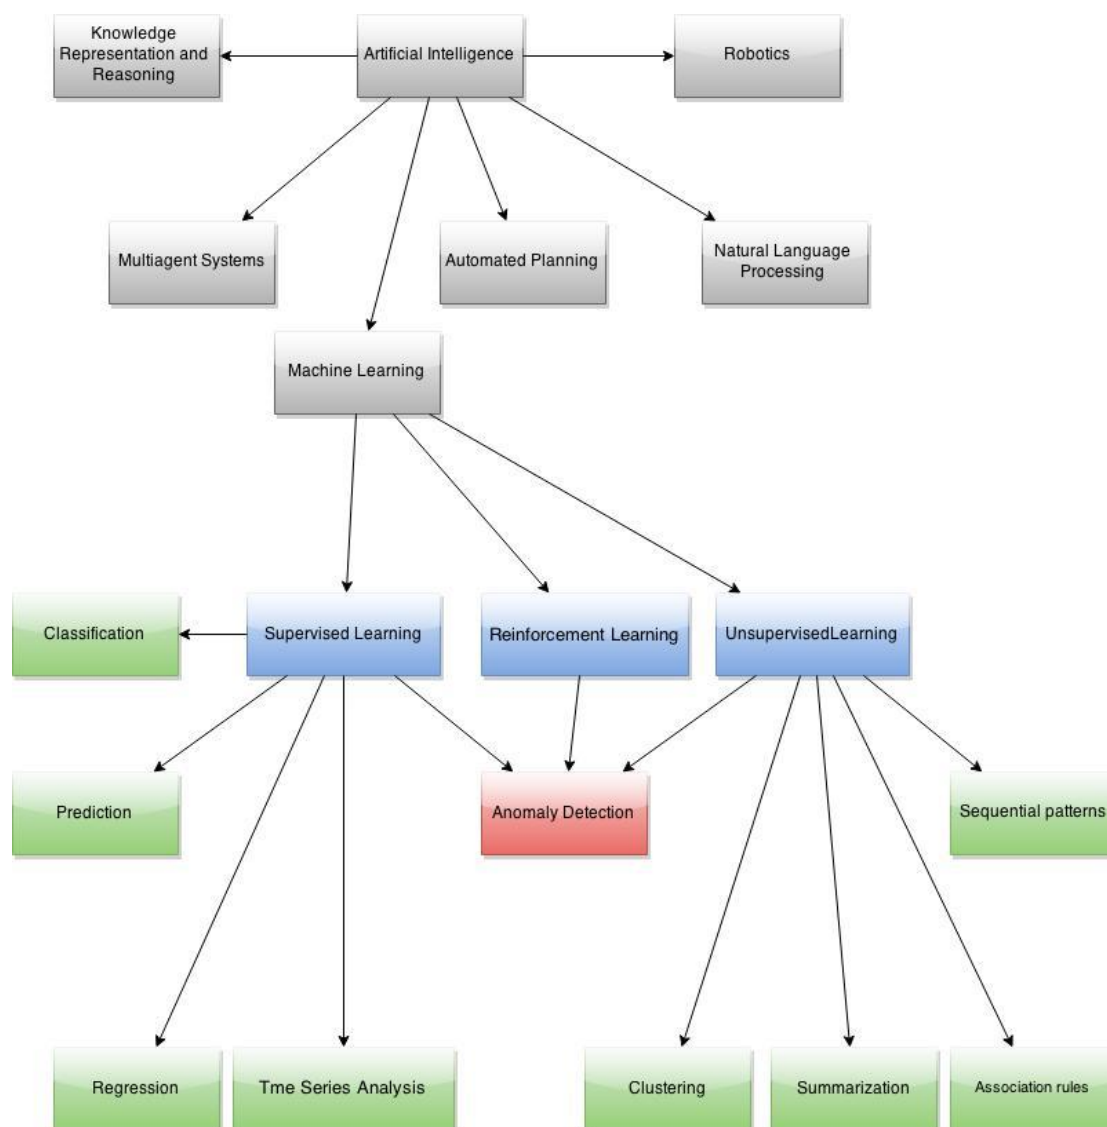 Knowledge
Representation and
Reasoning
Artificial Intelligence
Robotics
Multiagent Systems
Automated Planning
Natural Language
Processing
Machine Learning
Classification
Supervised Learning
Reinforcement Learning
UnsupervisedLearning
Prediction
Anomaly Detection
Sequential patterns
Regression
Tme Series Analysis
Clustering
Summarization
Association rules